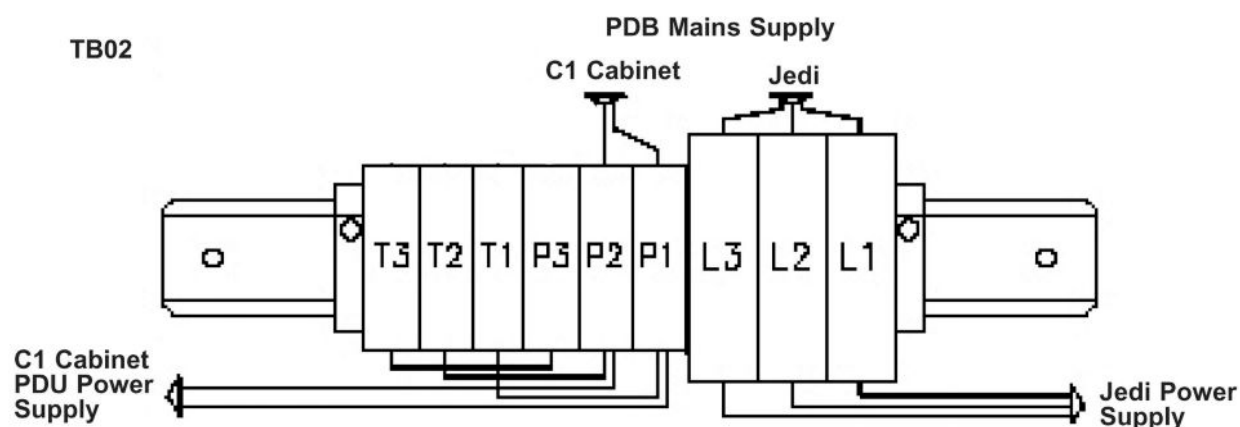 PDB Mains Supply
TB02
C1 Cabinet
Jedi
T3 T2 T1 P3 P2 P1 L3 L2 L1
C1 Cabinet
PDU Power
Supply
Jedi Power
Supply